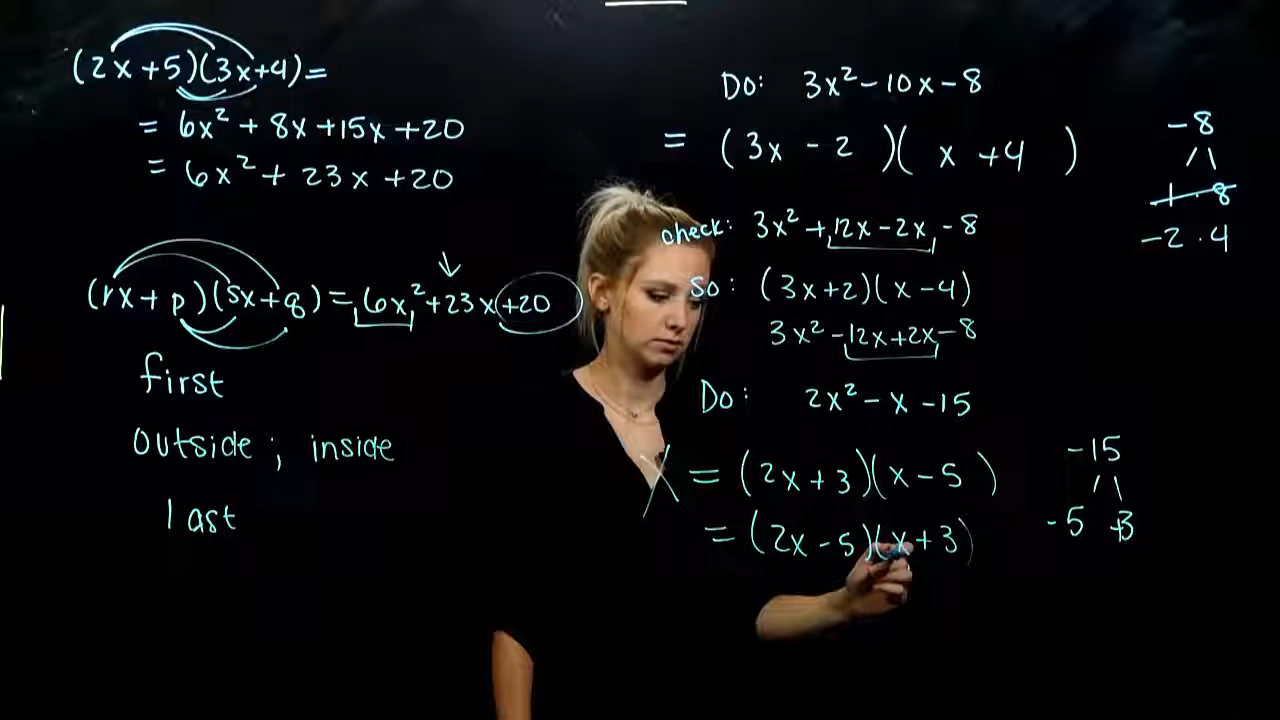 (2x+5)(3x+4)=
= 6x² + 8x + 15x + 20
= 6x² + 23x + 20
(rx + p)(sx + q) = 6x² + 23x + 20
first
outside ; inside
last
Do: 3x² - 10x - 8
= (3x - 2 )( x + 4 )
check: 3x² + 12x - 2x - 8
so: (3x+2)(x-4)
3x² - 12x + 2x - 8
Do: 2x² - x - 15
X = (2x+3)(x-5 )
= (2x-5)(x+3)
-8
/\
1 · 8
-2 · 4
-15
/\
-5 +3